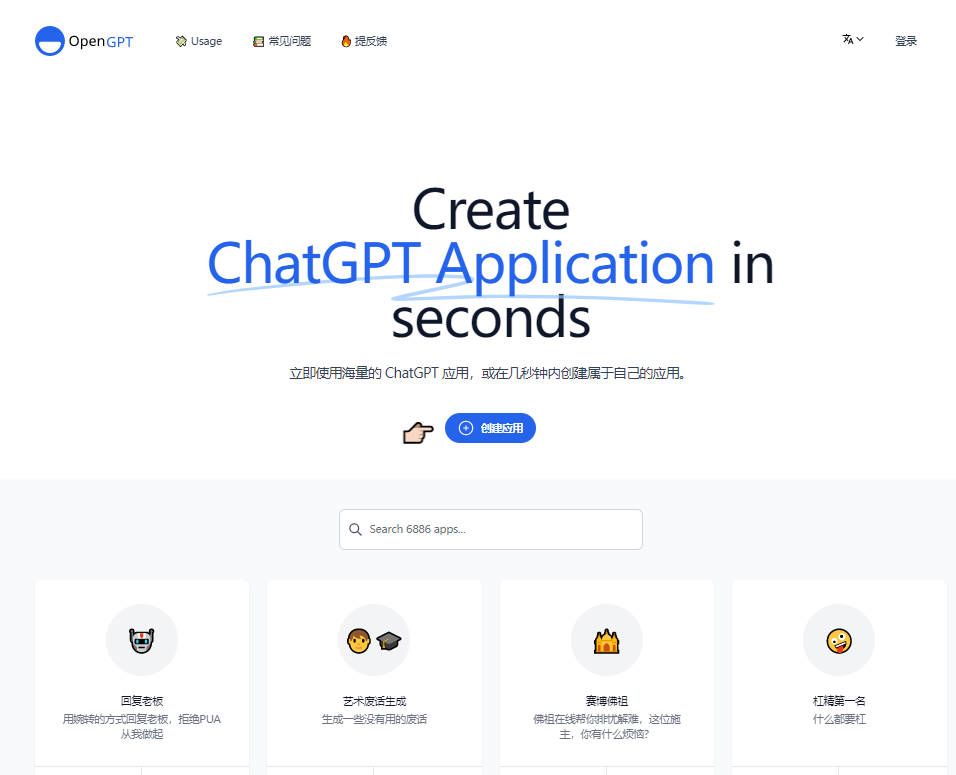 OpenGPT
Usage
常见问题
提反馈
登录
Create
ChatGPT Application in
seconds
立即使用海量的 ChatGPT 应用，或在几秒钟内创建属于自己的应用。
创建应用
Search 6886 apps...
回复老板
用婉转的方式回复老板，拒绝PUA
从我做起
艺术废话生成
生成一些没有用的废话
赛博佛祖
佛祖在线帮你排忧解难，这位施
主，你有什么烦恼?
杠精第一名
什么都要杠